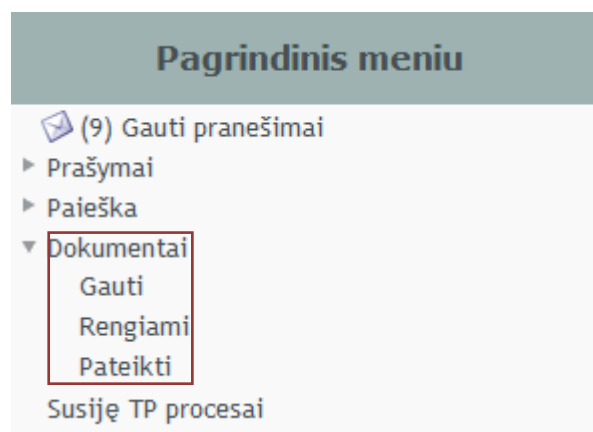 Pagrindinis meniu
(9) Gauti pranešimai
Prašymai
Paieška
Dokumentai
Gauti
Rengiami
Pateikti
Susiję TP procesai